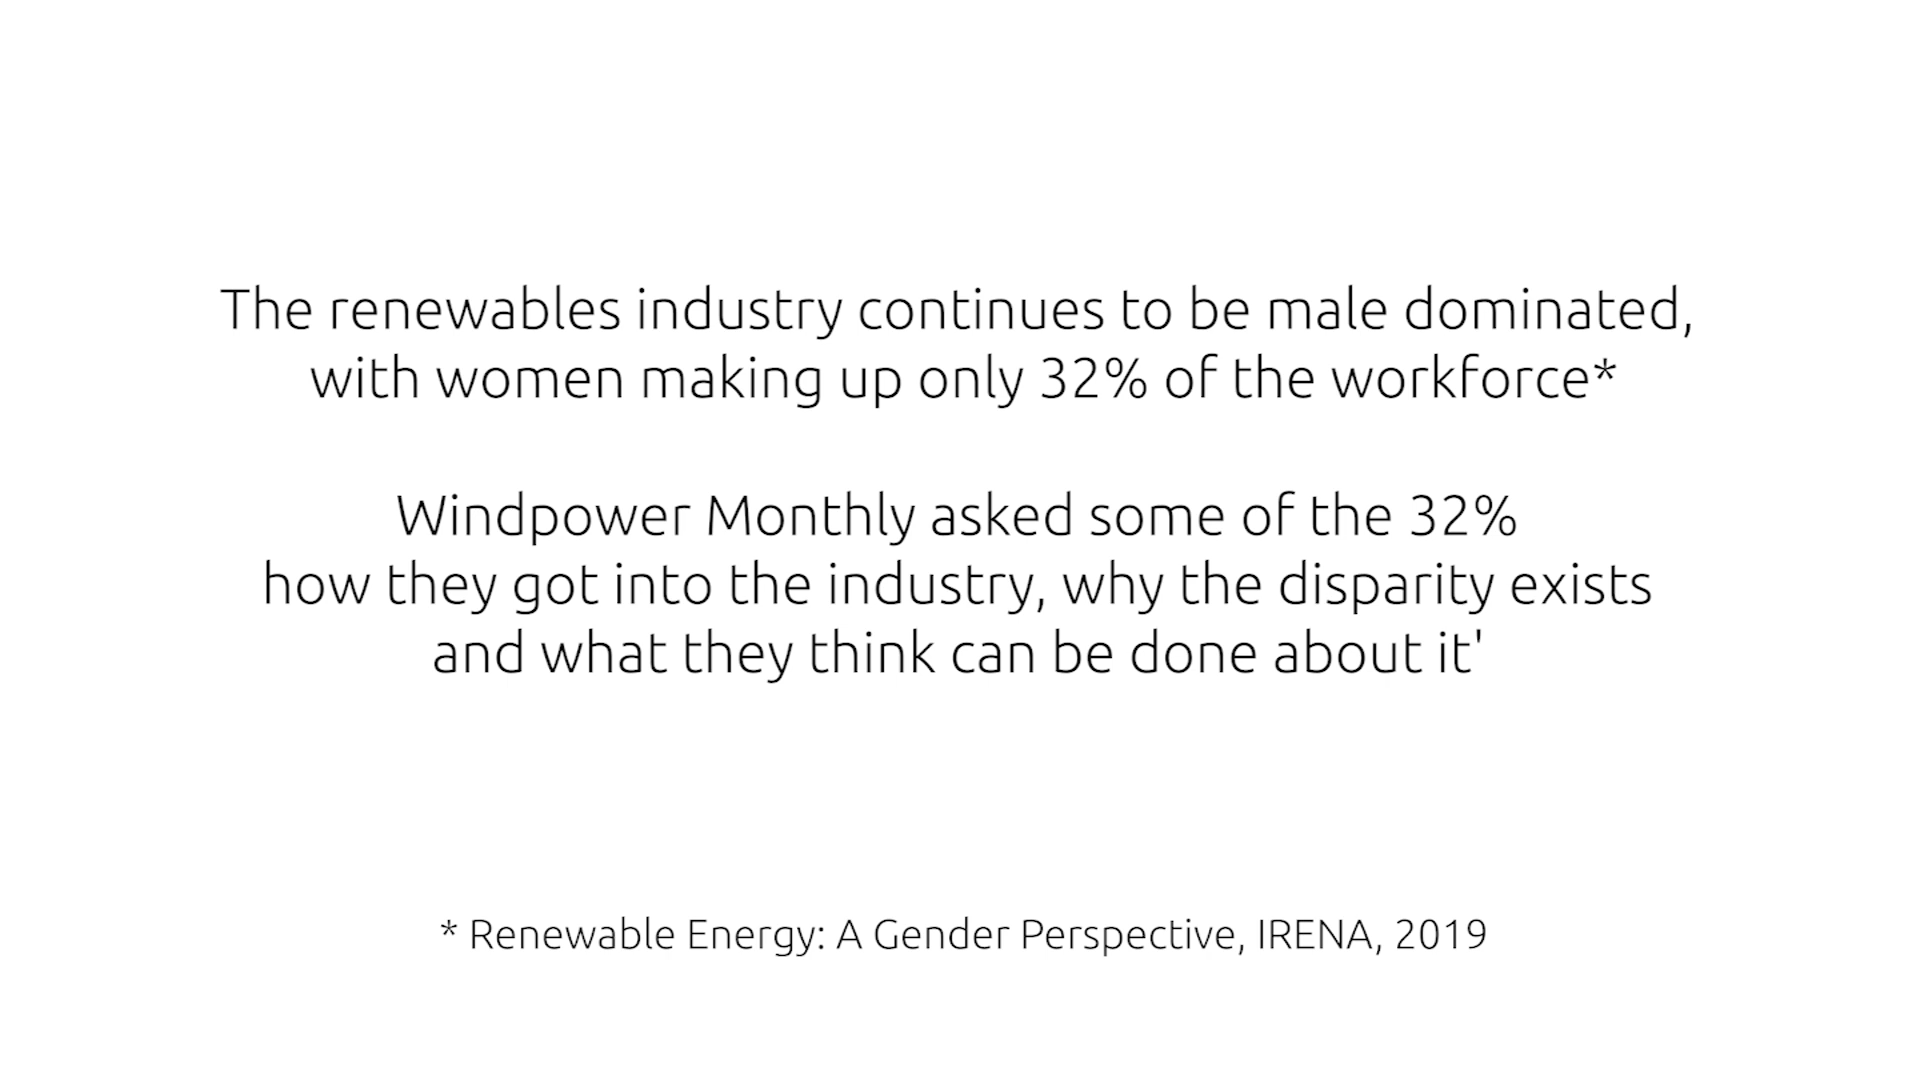 The renewables industry continues to be male dominated,
with women making up only 32% of the workforce*
Windpower Monthly asked some of the 32%
how they got into the industry, why the disparity exists
and what they think can be done about it'
* Renewable Energy: A Gender Perspective, IRENA, 2019